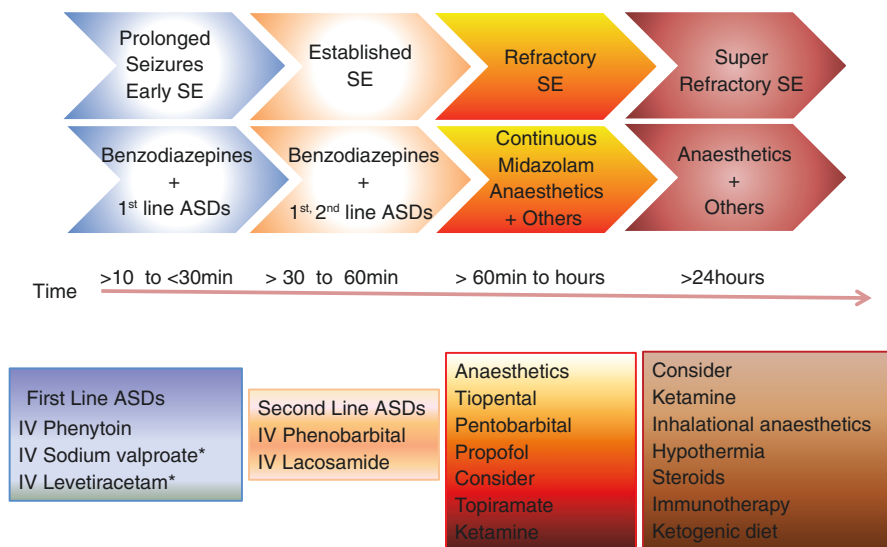 Prolonged
Seizures
Early SE
Established
SE
Refractory
SE
Super
Refractory SE
Benzodiazepines
+
1st line ASDs
Benzodiazepines
+
1st, 2nd line ASDs
Continuous
Midazolam
Anaesthetics
+ Others
Anaesthetics
+
Others
Time
>10 to <30min
> 30 to 60min
> 60min to hours
>24hours
First Line ASDs
IV Phenytoin
IV Sodium valproate*
IV Levetiracetam*
Second Line ASDs
IV Phenobarbital
IV Lacosamide
Anaesthetics
Tiopental
Pentobarbital
Propofol
Consider
Topiramate
Ketamine
Consider
Ketamine
Inhalational anaesthetics
Hypothermia
Steroids
Immunotherapy
Ketogenic diet